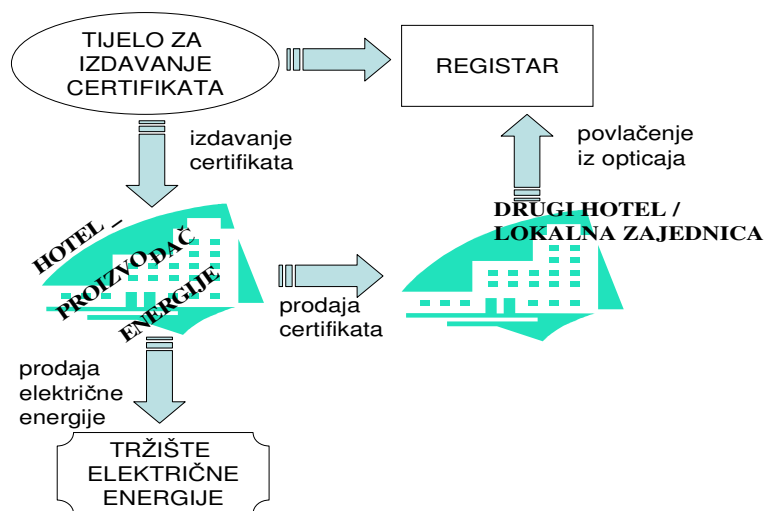 TIJELO ZA
IZDAVANJE
CERTIFIKATA
REGISTAR
izdavanje
certifikata
povlačenje
iz opticaja
HOTEL _
PROIZVOĐAČ
ENERGIJE
DRUGI HOTEL /
LOKALNA ZAJEDNICA
prodaja
certifikata
prodaja
električne
energije
TRŽIŠTE
ELEKTRIČNE
ENERGIJE